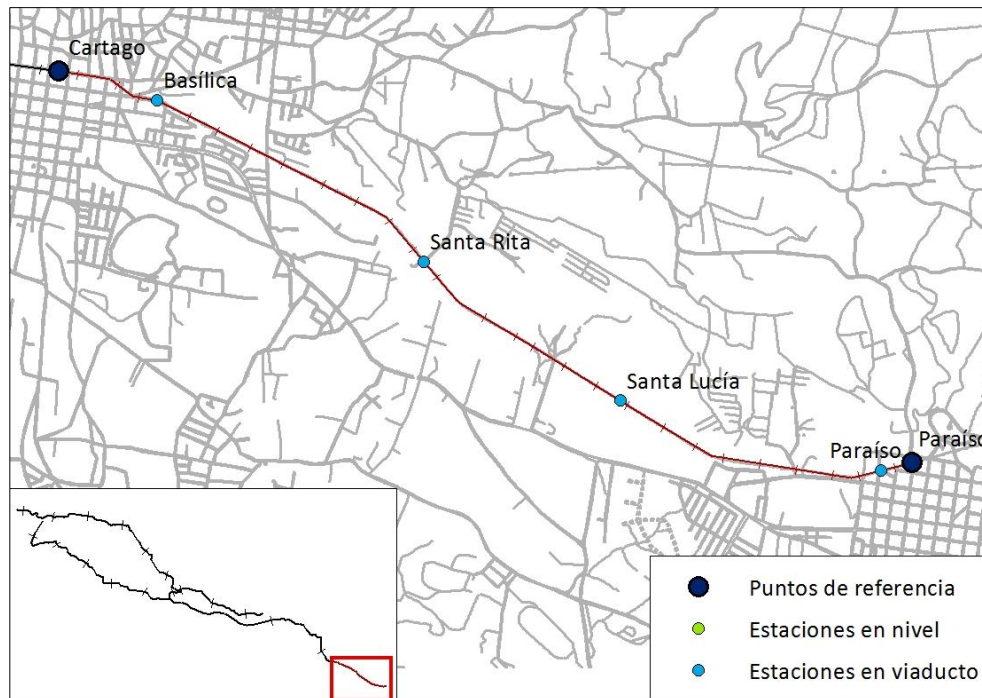 Cartago
Basílica
Santa Rita
Santa Lucía
Paraíso
Paraíso
Puntos de referencia
Estaciones en nivel
Estaciones en viaducto